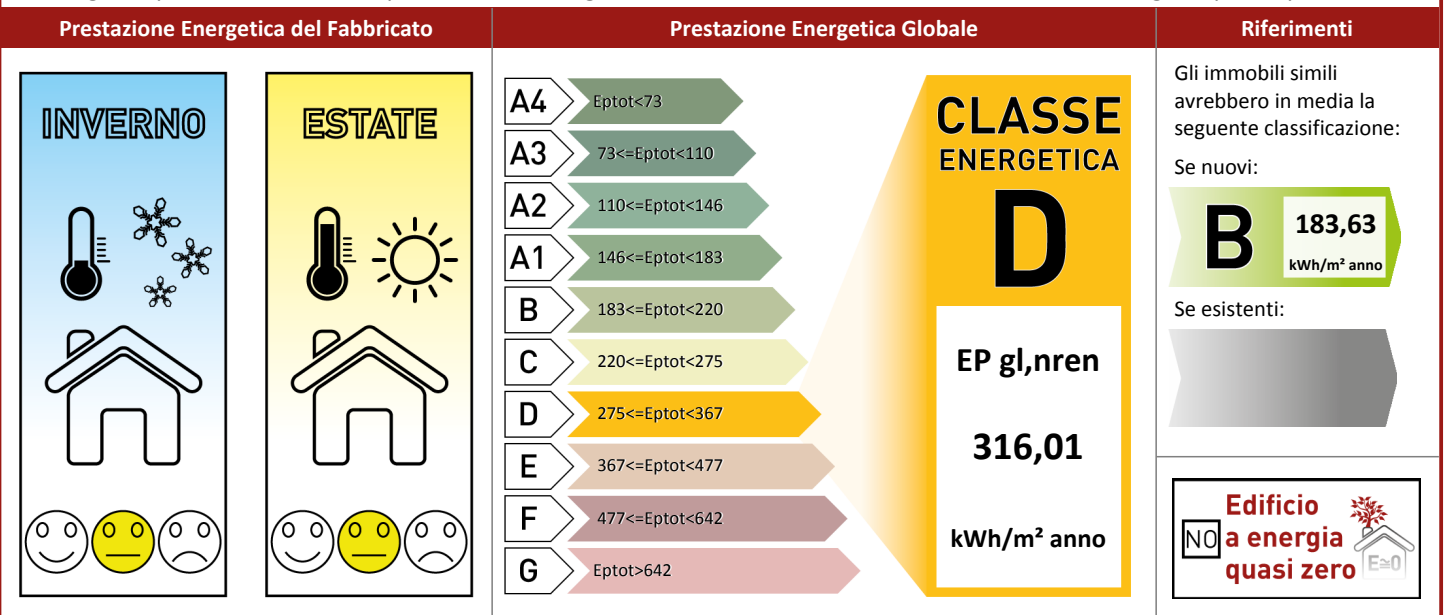 Prestazione Energetica del Fabbricato
Prestazione Energetica Globale
Riferimenti
INVERNO
ESTATE
A4 Eptot<73
A3 73<=Eptot<110
A2 110<=Eptot<146
A1 146<=Eptot<183
B 183<=Eptot<220
C 220<=Eptot<275
D 275<=Eptot<367
E 367<=Eptot<477
F 477<=Eptot<642
G Eptot>642
CLASSE
ENERGETICA
D
EP gl,nren
316,01
kWh/m² anno
Gli immobili simili
avrebbero in media la
seguente classificazione:
Se nuovi:
B 183,63
kWh/m² anno
Se esistenti:
Edificio
NO a energia
quasi zero E≅0